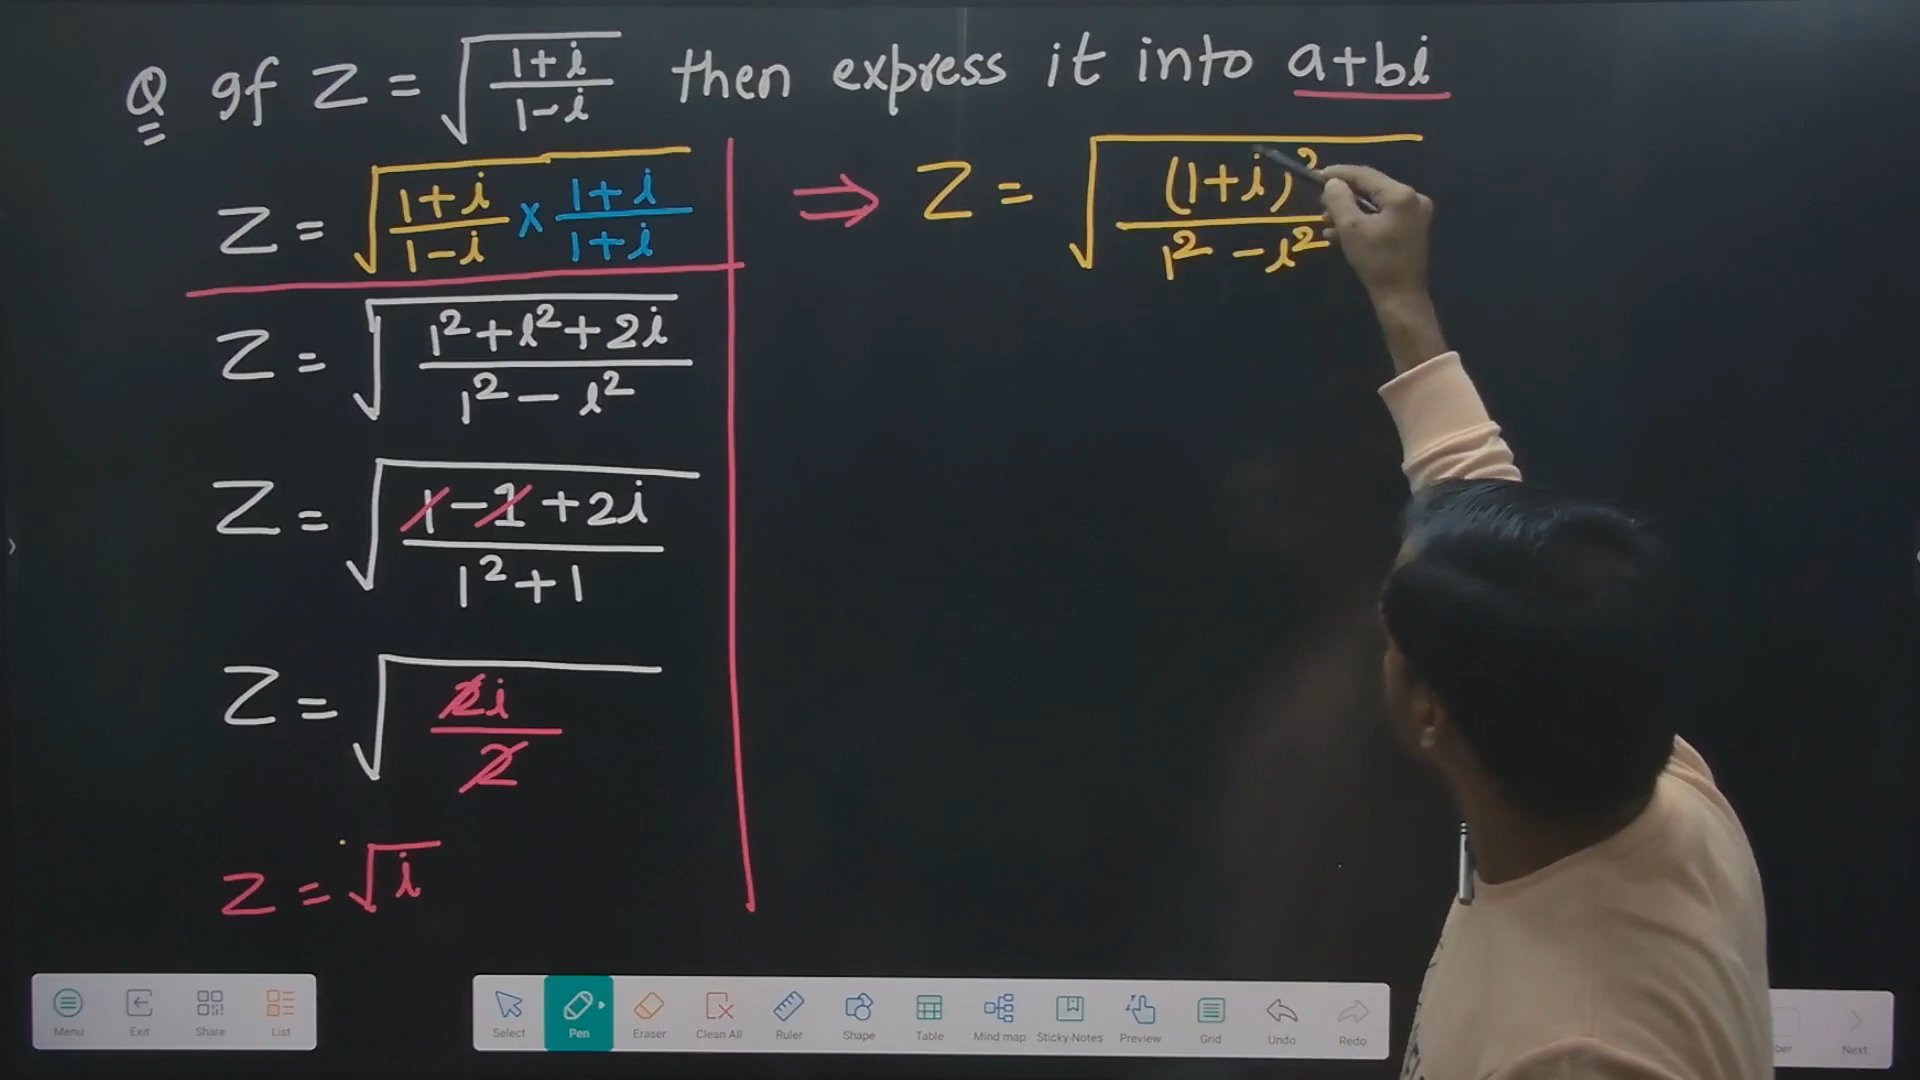 Q gf Z = √(1+i/1-i) then express it into a+bi
Z = √(1+i/1-i x 1+i/1+i)
Z = √(1²+i²+2i/1²-i²)
Z = √(1-1+2i/1²+1)
Z = √(2i/2)
Z = √i
⇒ Z = √((1+i)²/1²-i²)
Menu Exit Share List
Select Pen Eraser Clean All Ruler Shape Table Mind map Sticky-Notes Preview Grid Undo Redo
Next